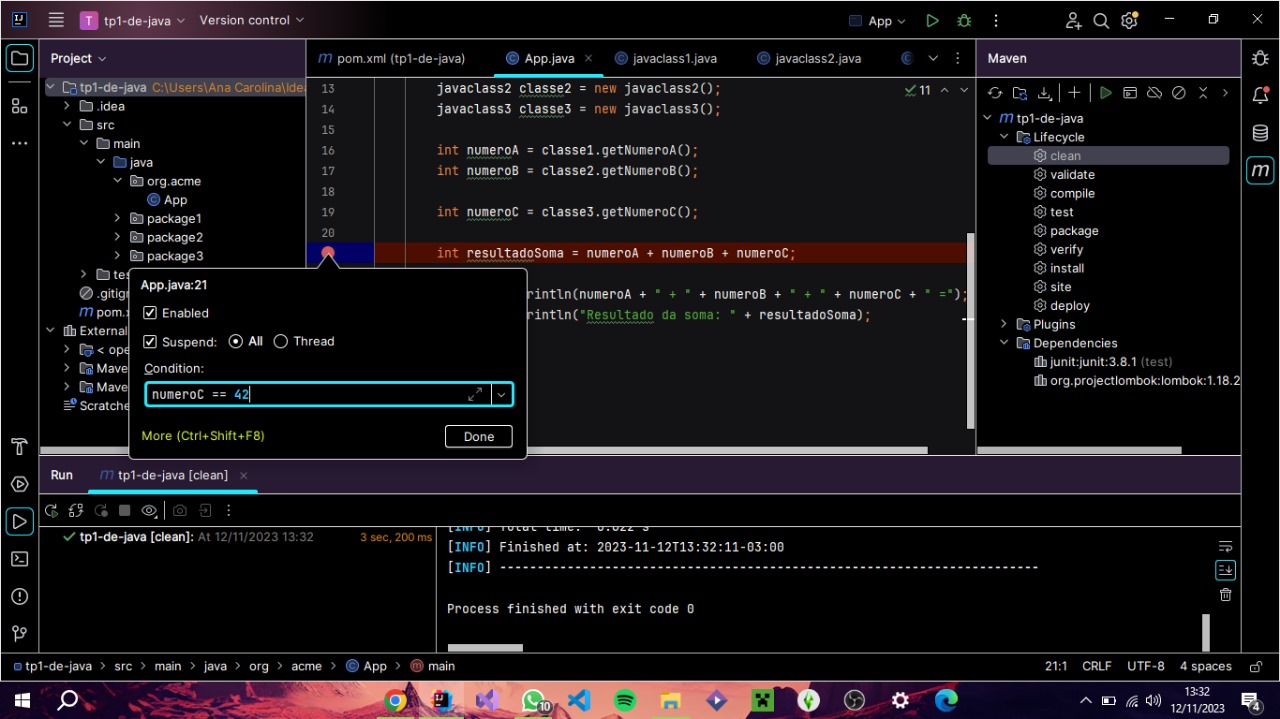 tp1-de-java
Version control
App
Project
pom.xml (tp1-de-java)
App.java
javaclass1.java
javaclass2.java
Maven
tp1-de-java C:\Users\Ana Carolina\Idea
.idea
src
main
java
org.acme
App
package1
package2
package3
tes
.gitign
pom.x
External
< ope
Mave
Mave
Scratche
13 javaclass2 classe2 = new javaclass2();
14 javaclass3 classe3 = new javaclass3();
15
16 int numeroA = classe1.getNumeroA();
17 int numeroB = classe2.getNumeroB();
18
19 int numeroC = classe3.getNumeroC();
20
int resultadoSoma = numeroA + numeroB + numeroC;
rintln(numeroA + " + " + numeroB + " + " + numeroC + " =");
rintln("Resultado da soma: " + resultadoSoma);
11
App.java:21
Enabled
Suspend: All Thread
Condition:
numeroC == 42
More (Ctrl+Shift+F8)
Done
tp1-de-java
Lifecycle
clean
validate
compile
test
package
verify
install
site
deploy
Plugins
Dependencies
junit:junit:3.8.1 (test)
org.projectlombok:lombok:1.18.2
Run
tp1-de-java [clean]
tp1-de-java [clean]: At 12/11/2023 13:32 3 sec, 200 ms
[INFO] Total time: 0.622 s
[INFO] Finished at: 2023-11-12T13:32:11-03:00
[INFO] ------------------------------------------------------------------------
Process finished with exit code 0
tp1-de-java > src > main > java > org > acme > App > main
21:1 CRLF UTF-8 4 spaces
10
13:32
12/11/2023
4